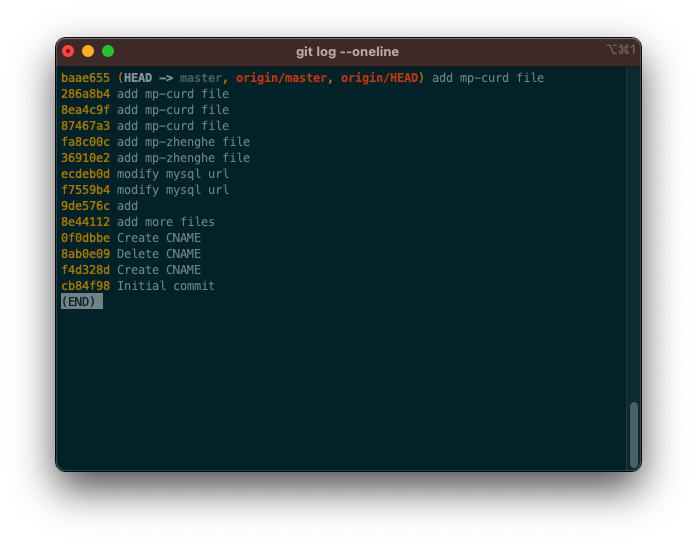 git log --oneline
⌥⌘1
baae655 (HEAD -> master, origin/master, origin/HEAD) add mp-curd file
286a8b4 add mp-curd file
8ea4c9f add mp-curd file
87467a3 add mp-curd file
fa8c00c add mp-zhenghe file
36910e2 add mp-zhenghe file
ecdeb0d modify mysql url
f7559b4 modify mysql url
9de576c add
8e44112 add more files
0f0dbbe Create CNAME
8ab0e09 Delete CNAME
f4d328d Create CNAME
cb84f98 Initial commit
(END)